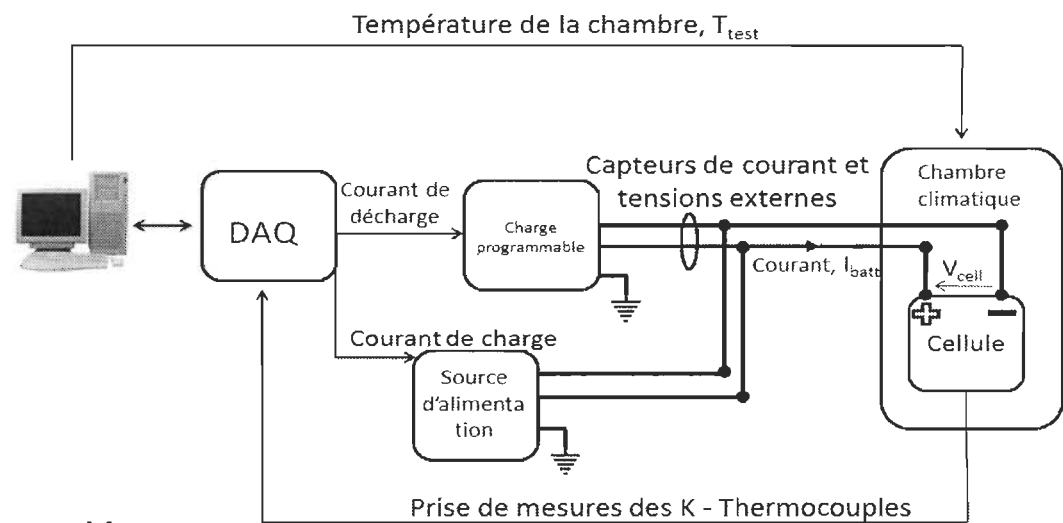 Température de la chambre, T_test
Capteurs de courant et
tensions externes
Chambre
climatique
Courant de
décharge
DAQ
Charge
programmable
Courant, I_batt
V_cell
Cellule
Courant de charge
Source
d'alimenta
tion
Prise de mesures des K - Thermocouples